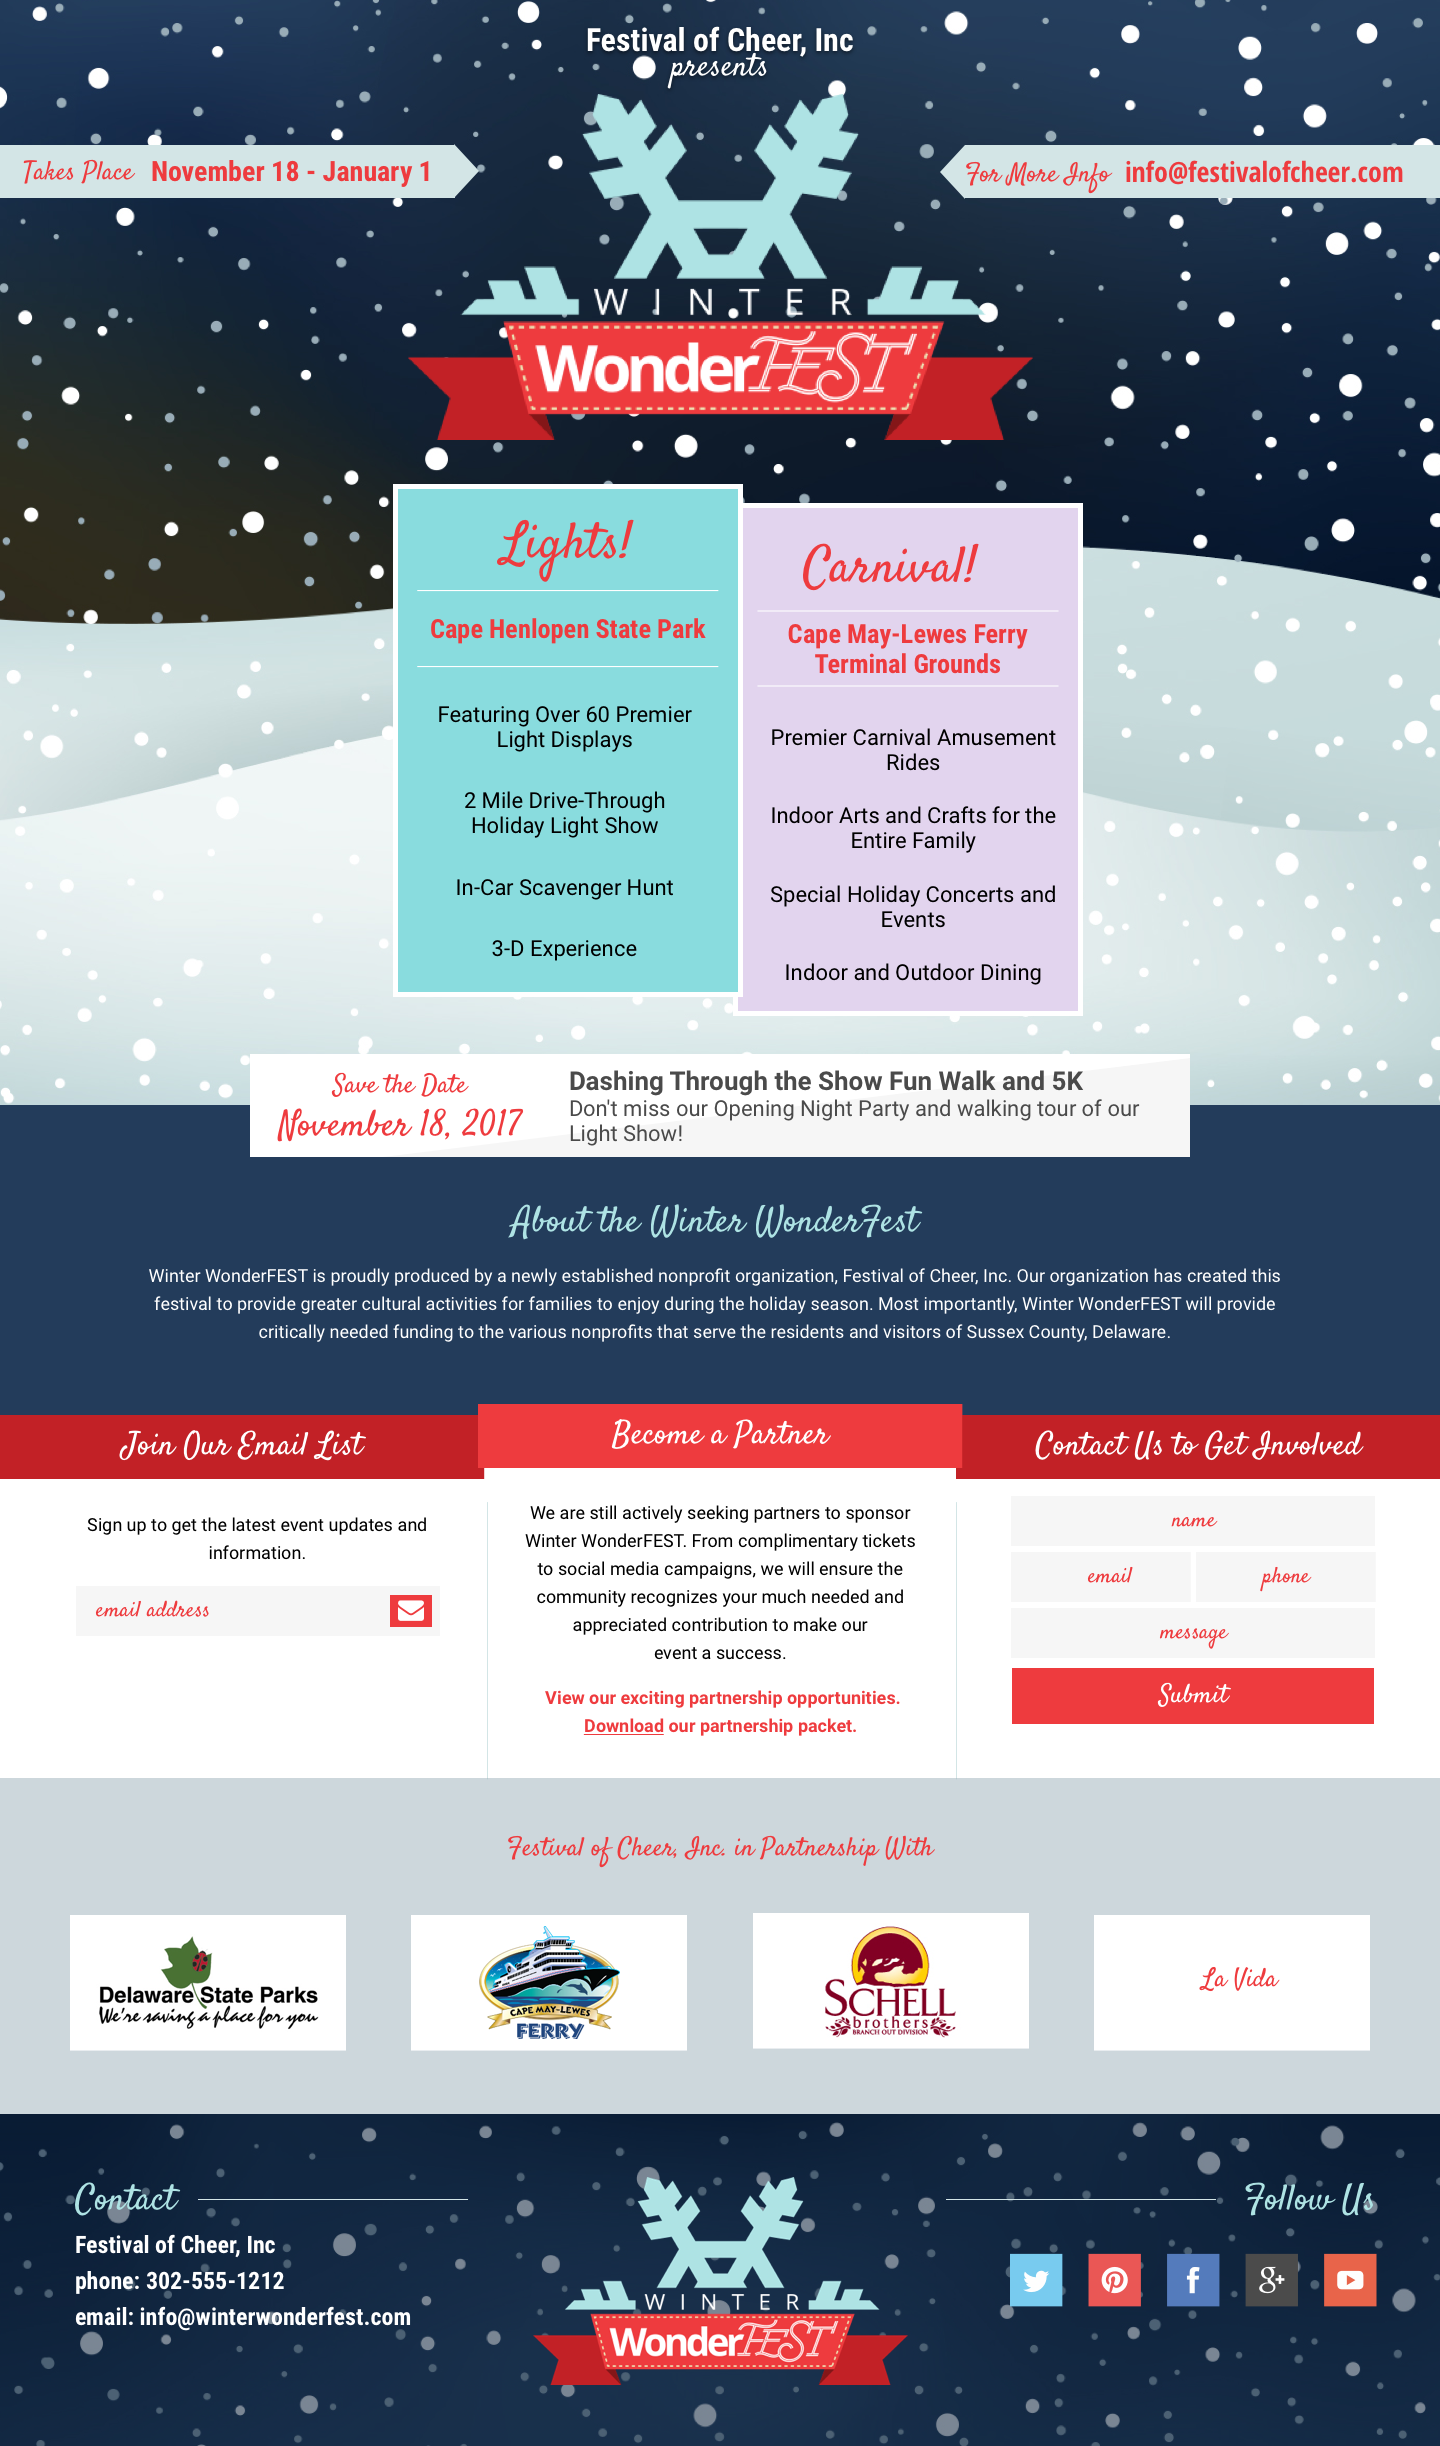 Festival of Cheer, Inc
presents
Takes Place November 18 - January 1
For More Info info@festivalofcheer.com
WINTER
WonderFEST
Lights!
Cape Henlopen State Park
Featuring Over 60 Premier
Light Displays
2 Mile Drive-Through
Holiday Light Show
In-Car Scavenger Hunt
3-D Experience
Carnival!
Cape May-Lewes Ferry
Terminal Grounds
Premier Carnival Amusement
Rides
Indoor Arts and Crafts for the
Entire Family
Special Holiday Concerts and
Events
Indoor and Outdoor Dining
Save the Date
November 18, 2017
Dashing Through the Show Fun Walk and 5K
Don't miss our Opening Night Party and walking tour of our
Light Show!
About the Winter WonderFest
Winter WonderFEST is proudly produced by a newly established nonprofit organization, Festival of Cheer, Inc. Our organization has created this
festival to provide greater cultural activities for families to enjoy during the holiday season. Most importantly, Winter WonderFEST will provide
critically needed funding to the various nonprofits that serve the residents and visitors of Sussex County, Delaware.
Join Our Email List
Sign up to get the latest event updates and
information.
email address
Become a Partner
We are still actively seeking partners to sponsor
Winter WonderFEST. From complimentary tickets
to social media campaigns, we will ensure the
community recognizes your much needed and
appreciated contribution to make our
event a success.
View our exciting partnership opportunities.
Download our partnership packet.
Contact Us to Get Involved
name
email phone
message
Submit
Festival of Cheer, Inc. in Partnership With
Delaware State Parks
We're saving a place for you
CAPE MAY-LEWES
FERRY
SCHELL
brothers
BRANCH OUT DIVISION
La Vida
Contact
Festival of Cheer, Inc
phone: 302-555-1212
email: info@winterwonderfest.com
WINTER
WonderFEST
Follow Us